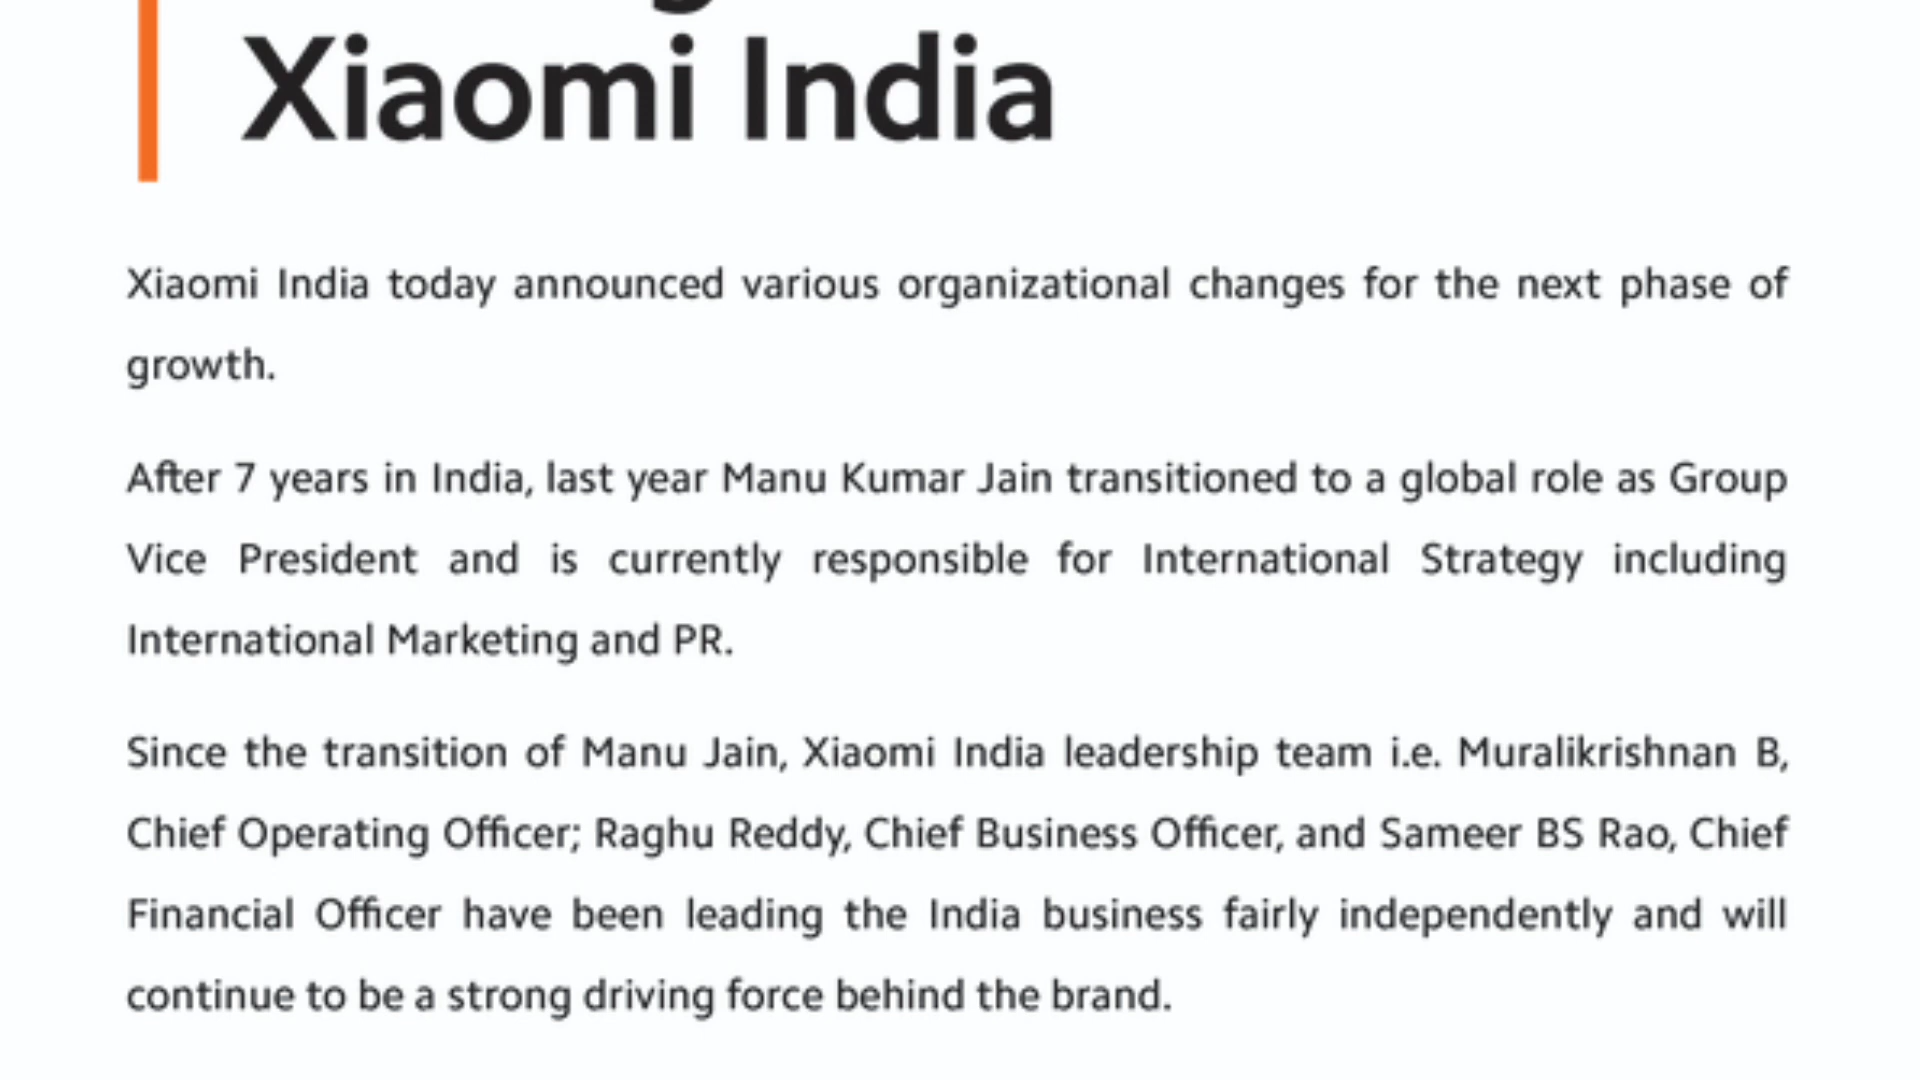 Xiaomi India
Xiaomi India today announced various organizational changes for the next phase of
growth.
After 7 years in India, last year Manu Kumar Jain transitioned to a global role as Group
Vice President and is currently responsible for International Strategy including
International Marketing and PR.
Since the transition of Manu Jain, Xiaomi India leadership team i.e. Muralikrishnan B,
Chief Operating Officer; Raghu Reddy, Chief Business Officer, and Sameer BS Rao, Chief
Financial Officer have been leading the India business fairly independently and will
continue to be a strong driving force behind the brand.